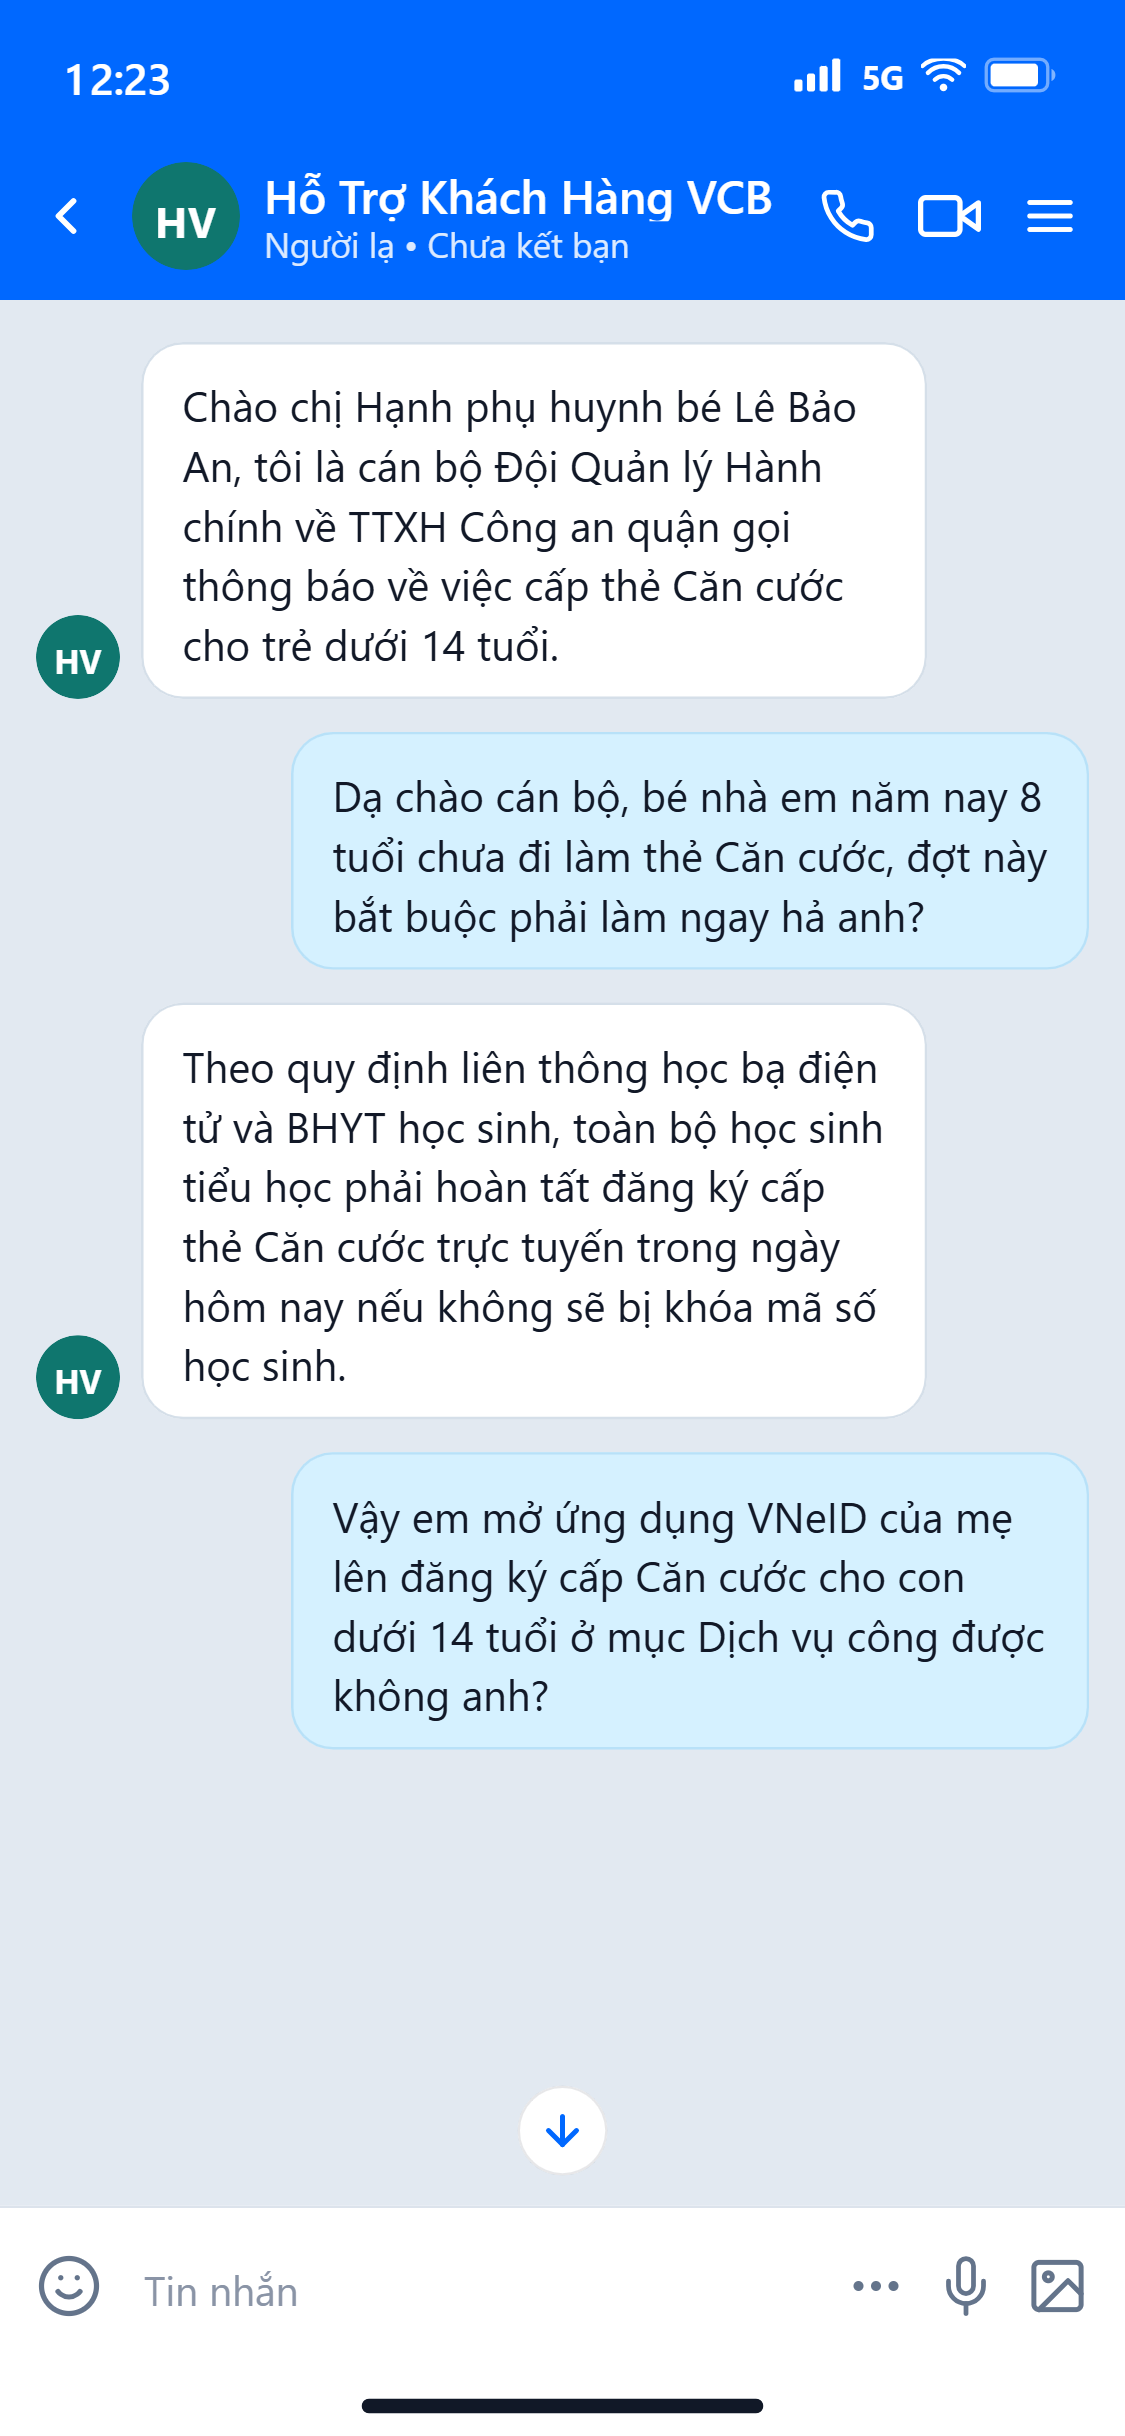 12:23
5G
HV
Hỗ Trợ Khách Hàng VCB
Người lạ • Chưa kết bạn
Chào chị Hạnh phụ huynh bé Lê Bảo
An, tôi là cán bộ Đội Quản lý Hành
chính về TTXH Công an quận gọi
thông báo về việc cấp thẻ Căn cước
cho trẻ dưới 14 tuổi.
HV
Dạ chào cán bộ, bé nhà em năm nay 8
tuổi chưa đi làm thẻ Căn cước, đợt này
bắt buộc phải làm ngay hả anh?
Theo quy định liên thông học bạ điện
tử và BHYT học sinh, toàn bộ học sinh
tiểu học phải hoàn tất đăng ký cấp
thẻ Căn cước trực tuyến trong ngày
hôm nay nếu không sẽ bị khóa mã số
học sinh.
HV
Vậy em mở ứng dụng VNeID của mẹ
lên đăng ký cấp Căn cước cho con
dưới 14 tuổi ở mục Dịch vụ công được
không anh?
Tin nhắn